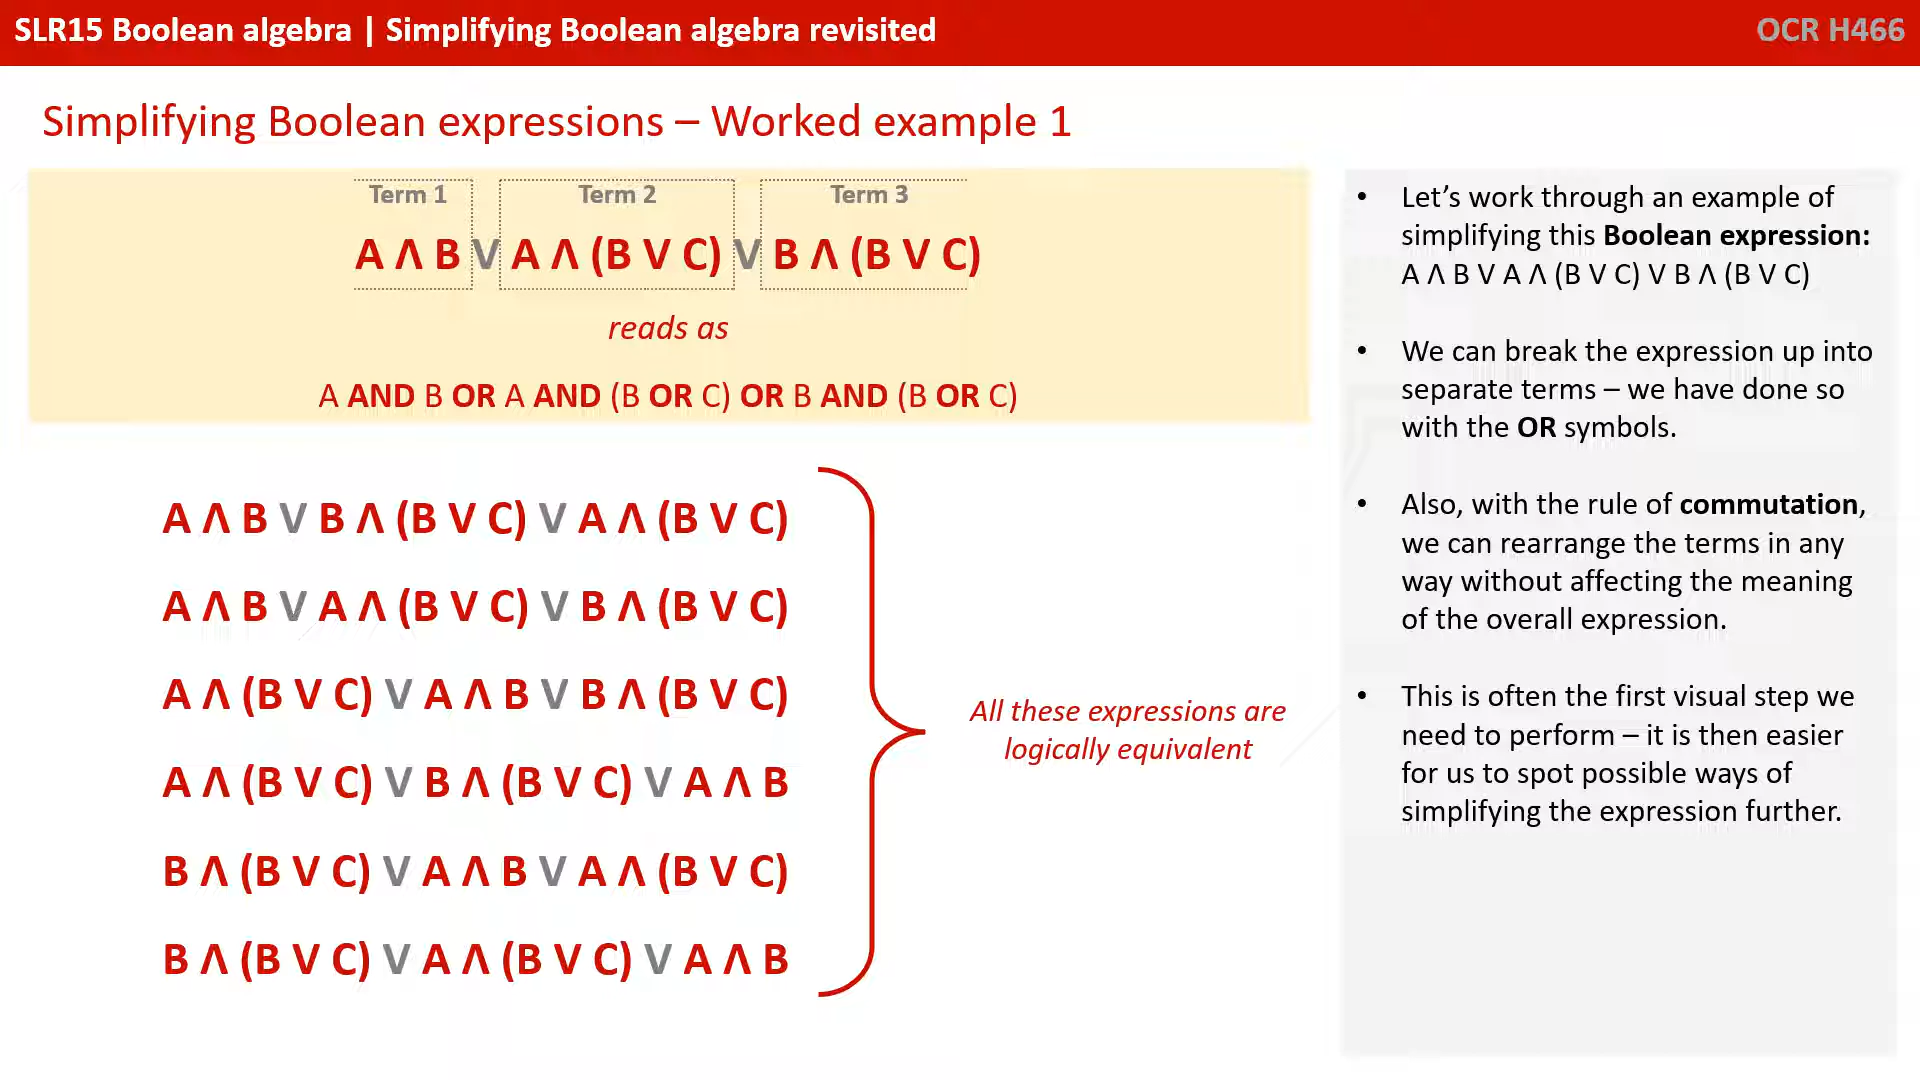 SLR15 Boolean algebra | Simplifying Boolean algebra revisited
OCR H466
Simplifying Boolean expressions – Worked example 1
Term 1 Term 2 Term 3
A Λ B V A Λ (B V C) V B Λ (B V C)
reads as
A AND B OR A AND (B OR C) OR B AND (B OR C)
A Λ B V B Λ (B V C) V A Λ (B V C)
A Λ B V A Λ (B V C) V B Λ (B V C)
A Λ (B V C) V A Λ B V B Λ (B V C)
A Λ (B V C) V B Λ (B V C) V A Λ B
B Λ (B V C) V A Λ B V A Λ (B V C)
B Λ (B V C) V A Λ (B V C) V A Λ B
All these expressions are
logically equivalent
• Let’s work through an example of
simplifying this Boolean expression:
A Λ B V A Λ (B V C) V B Λ (B V C)
• We can break the expression up into
separate terms – we have done so
with the OR symbols.
• Also, with the rule of commutation,
we can rearrange the terms in any
way without affecting the meaning
of the overall expression.
• This is often the first visual step we
need to perform – it is then easier
for us to spot possible ways of
simplifying the expression further.